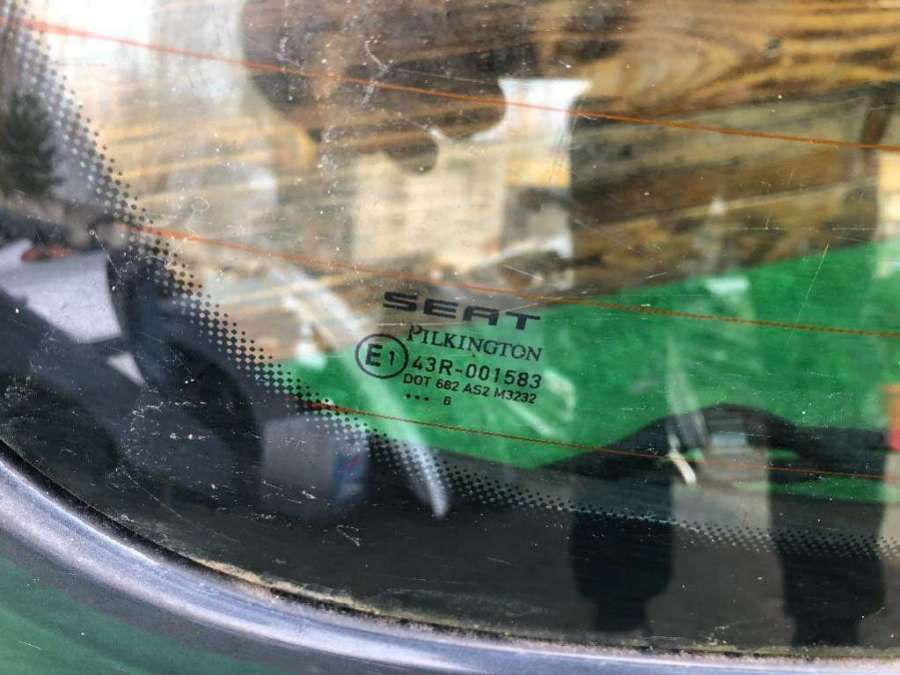 SEAT
PILKINGTON
E1 43R-001583
DOT 682 AS2 M3232
... 6